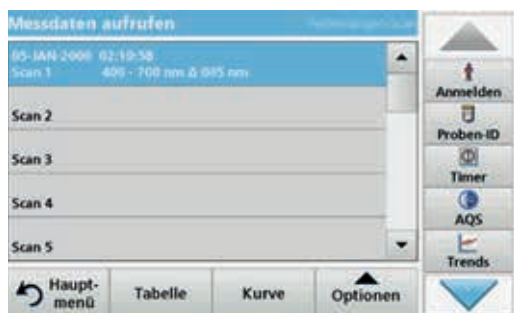 Messdaten aufrufen
05-JAN-2000 02:10:58
Scan 1 400 - 700 nm Δ 005 nm
Scan 2
Scan 3
Scan 4
Scan 5
Haupt-
menü
Tabelle
Kurve
Optionen
Anmelden
Proben-ID
Timer
AQS
Trends